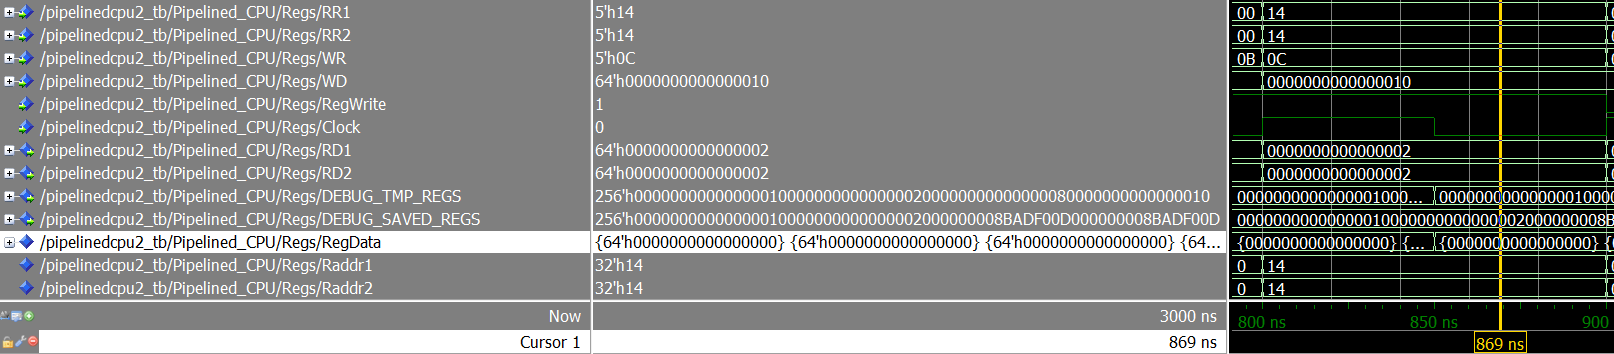 /pipelinedcpu2_tb/Pipelined_CPU/Regs/RR1 5'h14 00 14
/pipelinedcpu2_tb/Pipelined_CPU/Regs/RR2 5'h14 00 14
/pipelinedcpu2_tb/Pipelined_CPU/Regs/WR 5'h0C 0B 0C
/pipelinedcpu2_tb/Pipelined_CPU/Regs/WD 64'h0000000000000010 0000000000000010
/pipelinedcpu2_tb/Pipelined_CPU/Regs/RegWrite 1
/pipelinedcpu2_tb/Pipelined_CPU/Regs/Clock 0
/pipelinedcpu2_tb/Pipelined_CPU/Regs/RD1 64'h0000000000000002 0000000000000002
/pipelinedcpu2_tb/Pipelined_CPU/Regs/RD2 64'h0000000000000002 0000000000000002
/pipelinedcpu2_tb/Pipelined_CPU/Regs/DEBUG_TMP_REGS 256'h0000000000000001000000000000000200000000000000080000000000000010 0000000000000001000... 0000000000000001000
/pipelinedcpu2_tb/Pipelined_CPU/Regs/DEBUG_SAVED_REGS 256'h00000000000000010000000000000002000000008BADF00D000000008BADF00D 00000000000000010000000000000002000000008B
/pipelinedcpu2_tb/Pipelined_CPU/Regs/RegData {64'h0000000000000000} {64'h0000000000000000} {64'h0000000000000000} {64... {0000000000000000} {... {0000000000000000} {0
/pipelinedcpu2_tb/Pipelined_CPU/Regs/Raddr1 32'h14 0 14
/pipelinedcpu2_tb/Pipelined_CPU/Regs/Raddr2 32'h14 0 14
Now 3000 ns 800 ns 850 ns 900
Cursor 1 869 ns 869 ns